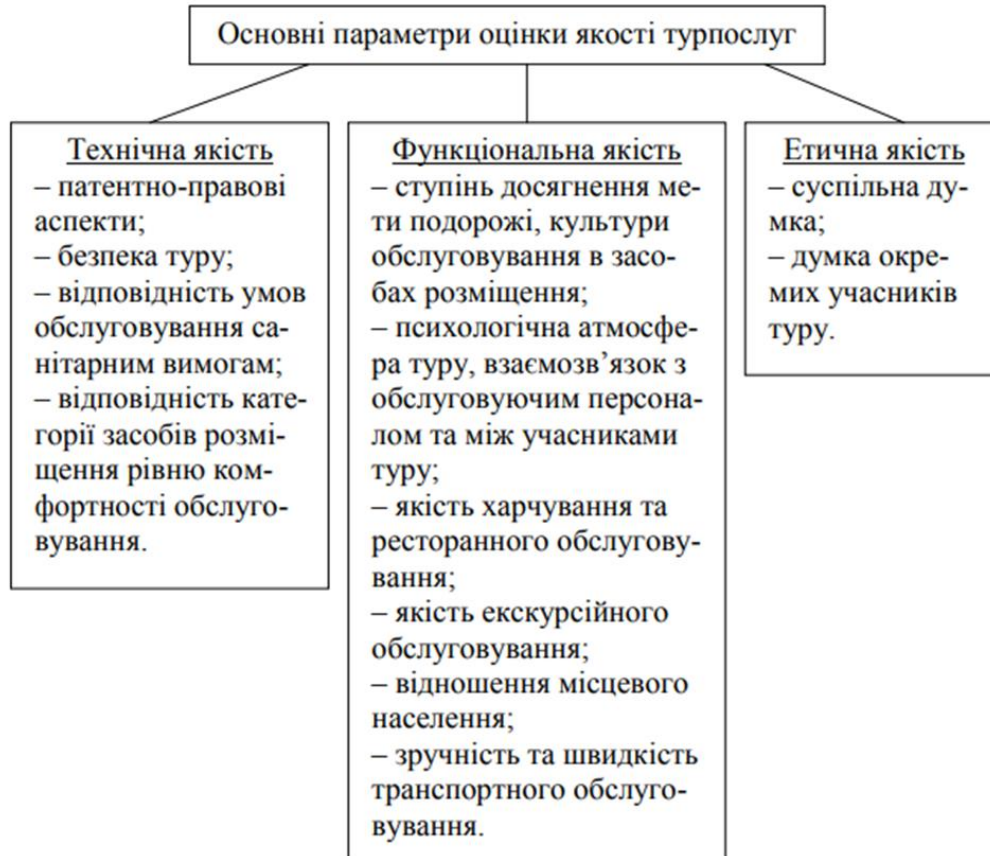 Основні параметри оцінки якості турпослуг
Технічна якість
– патентно-правові
аспекти;
– безпека туру;
– відповідність умов
обслуговування са-
нітарним вимогам;
– відповідність кате-
горії засобів розмі-
щення рівню ком-
фортності обслуго-
вування.
Функціональна якість
– ступінь досягнення ме-
ти подорожі, культури
обслуговування в засо-
бах розміщення;
– психологічна атмосфе-
ра туру, взаємозв’язок з
обслуговуючим персона-
лом та між учасниками
туру;
– якість харчування та
ресторанного обслугову-
вання;
– якість екскурсійного
обслуговування;
– відношення місцевого
населення;
– зручність та швидкість
транспортного обслуго-
вування.
Етична якість
– суспільна ду-
мка;
– думка окре-
мих учасників
туру.